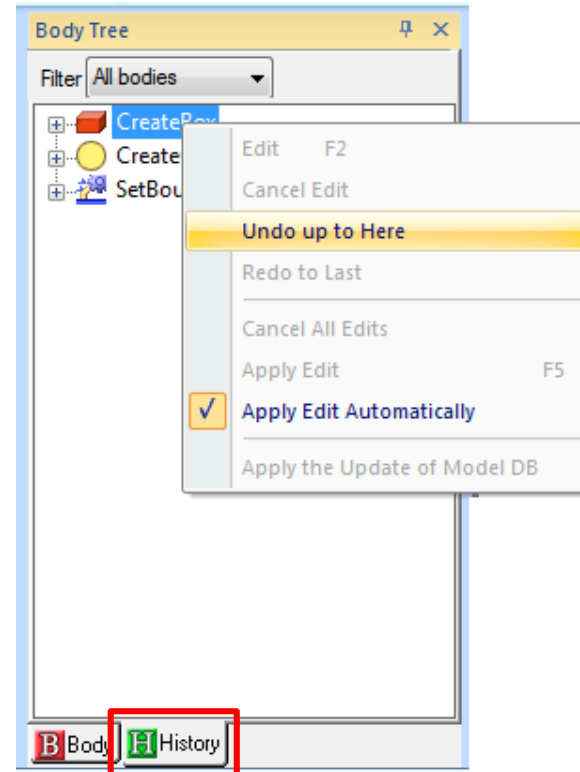 Body Tree
Filter All bodies
CreateBox
Create
SetBou
Edit F2
Cancel Edit
Undo up to Here
Redo to Last
Cancel All Edits
Apply Edit F5
Apply Edit Automatically
Apply the Update of Model DB
B Body H History